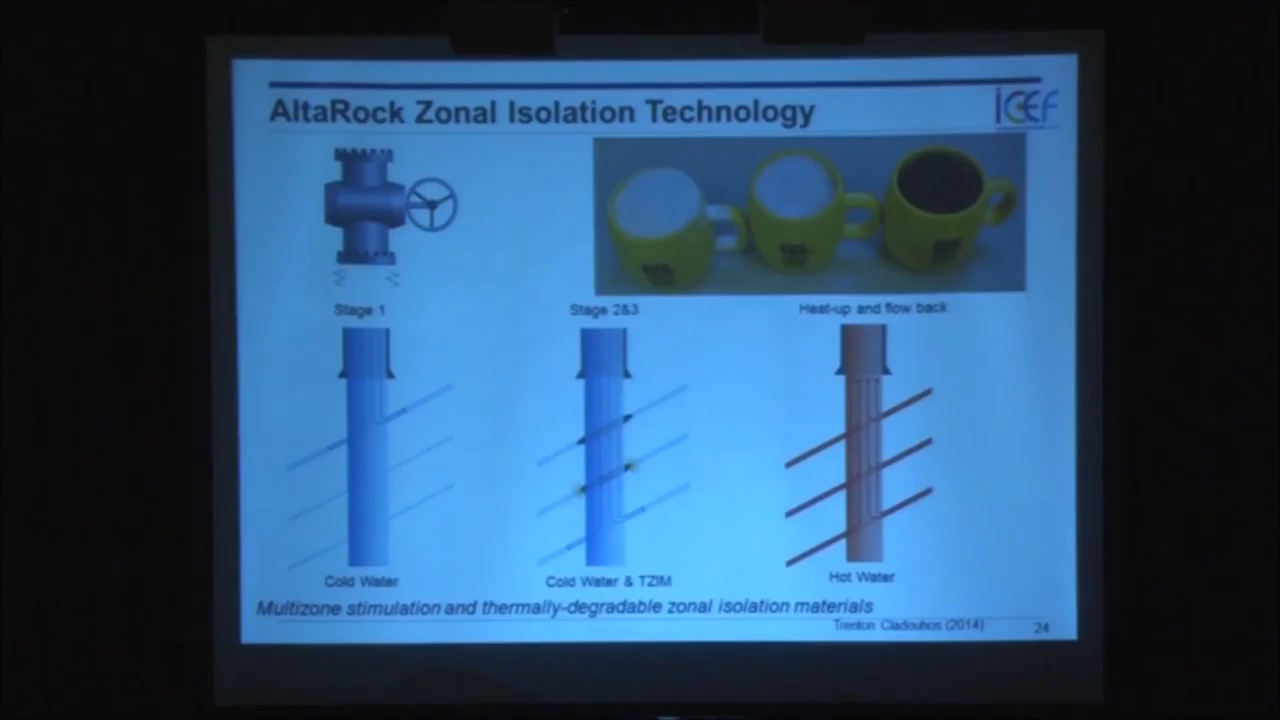 AltaRock Zonal Isolation Technology
ICEF
Stage 1
Stage 2&3
Heat-up and flow back
Cold Water
Cold Water & TZIM
Hot Water
Multizone stimulation and thermally-degradable zonal isolation materials
Trenton Cladouhos (2014)
24